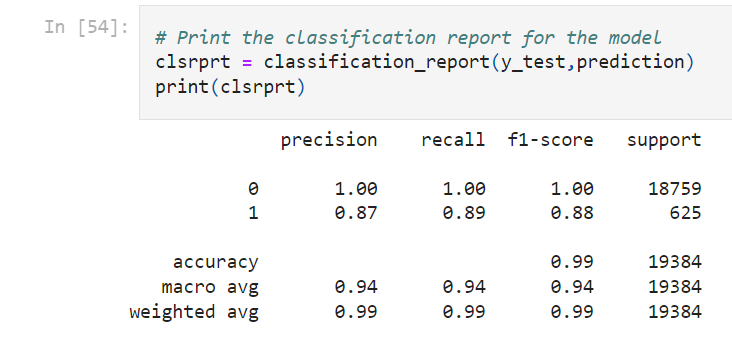 In [54]:
# Print the classification report for the model
clsrprt = classification_report(y_test,prediction)
print(clsrprt)
precision recall f1-score support
0 1.00 1.00 1.00 18759
1 0.87 0.89 0.88 625
accuracy 0.99 19384
macro avg 0.94 0.94 0.94 19384
weighted avg 0.99 0.99 0.99 19384